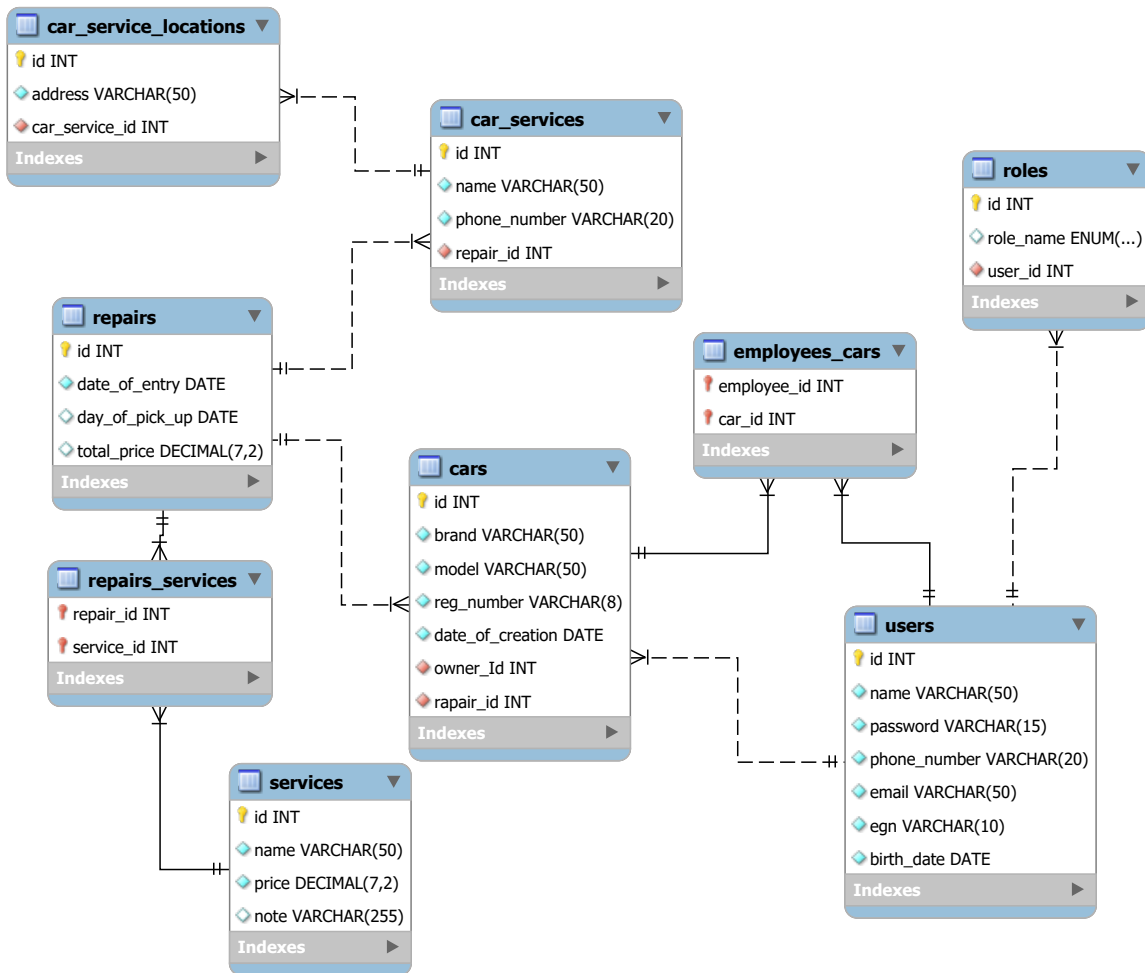 car_service_locations
id INT
address VARCHAR(50)
car_service_id INT
Indexes
car_services
id INT
name VARCHAR(50)
phone_number VARCHAR(20)
repair_id INT
Indexes
roles
id INT
role_name ENUM(...)
user_id INT
Indexes
repairs
id INT
date_of_entry DATE
day_of_pick_up DATE
total_price DECIMAL(7,2)
Indexes
employees_cars
employee_id INT
car_id INT
Indexes
cars
id INT
brand VARCHAR(50)
model VARCHAR(50)
reg_number VARCHAR(8)
date_of_creation DATE
owner_Id INT
rapair_id INT
Indexes
repairs_services
repair_id INT
service_id INT
Indexes
users
id INT
name VARCHAR(50)
password VARCHAR(15)
phone_number VARCHAR(20)
email VARCHAR(50)
egn VARCHAR(10)
birth_date DATE
Indexes
services
id INT
name VARCHAR(50)
price DECIMAL(7,2)
note VARCHAR(255)
Indexes